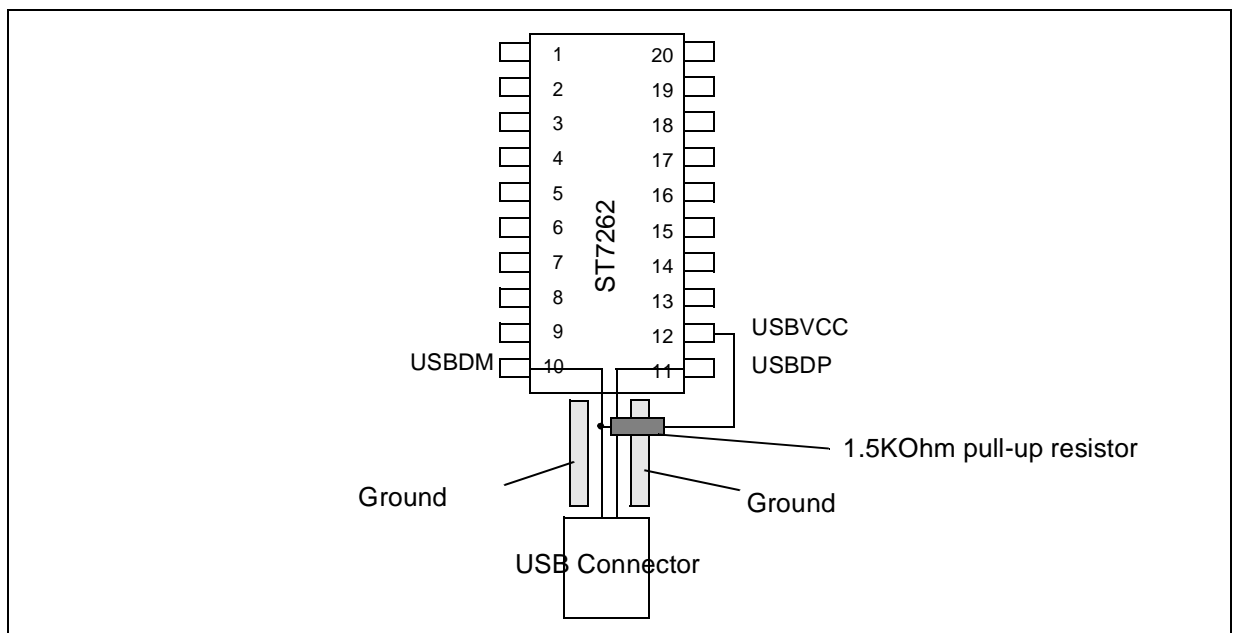 1 20
2 19
3 18
4 17
5 16
6 15
7 14
8 13
9 12
10 11
ST7262
USBVCC
USBDM
USBDP
1.5KOhm pull-up resistor
Ground
Ground
USB Connector